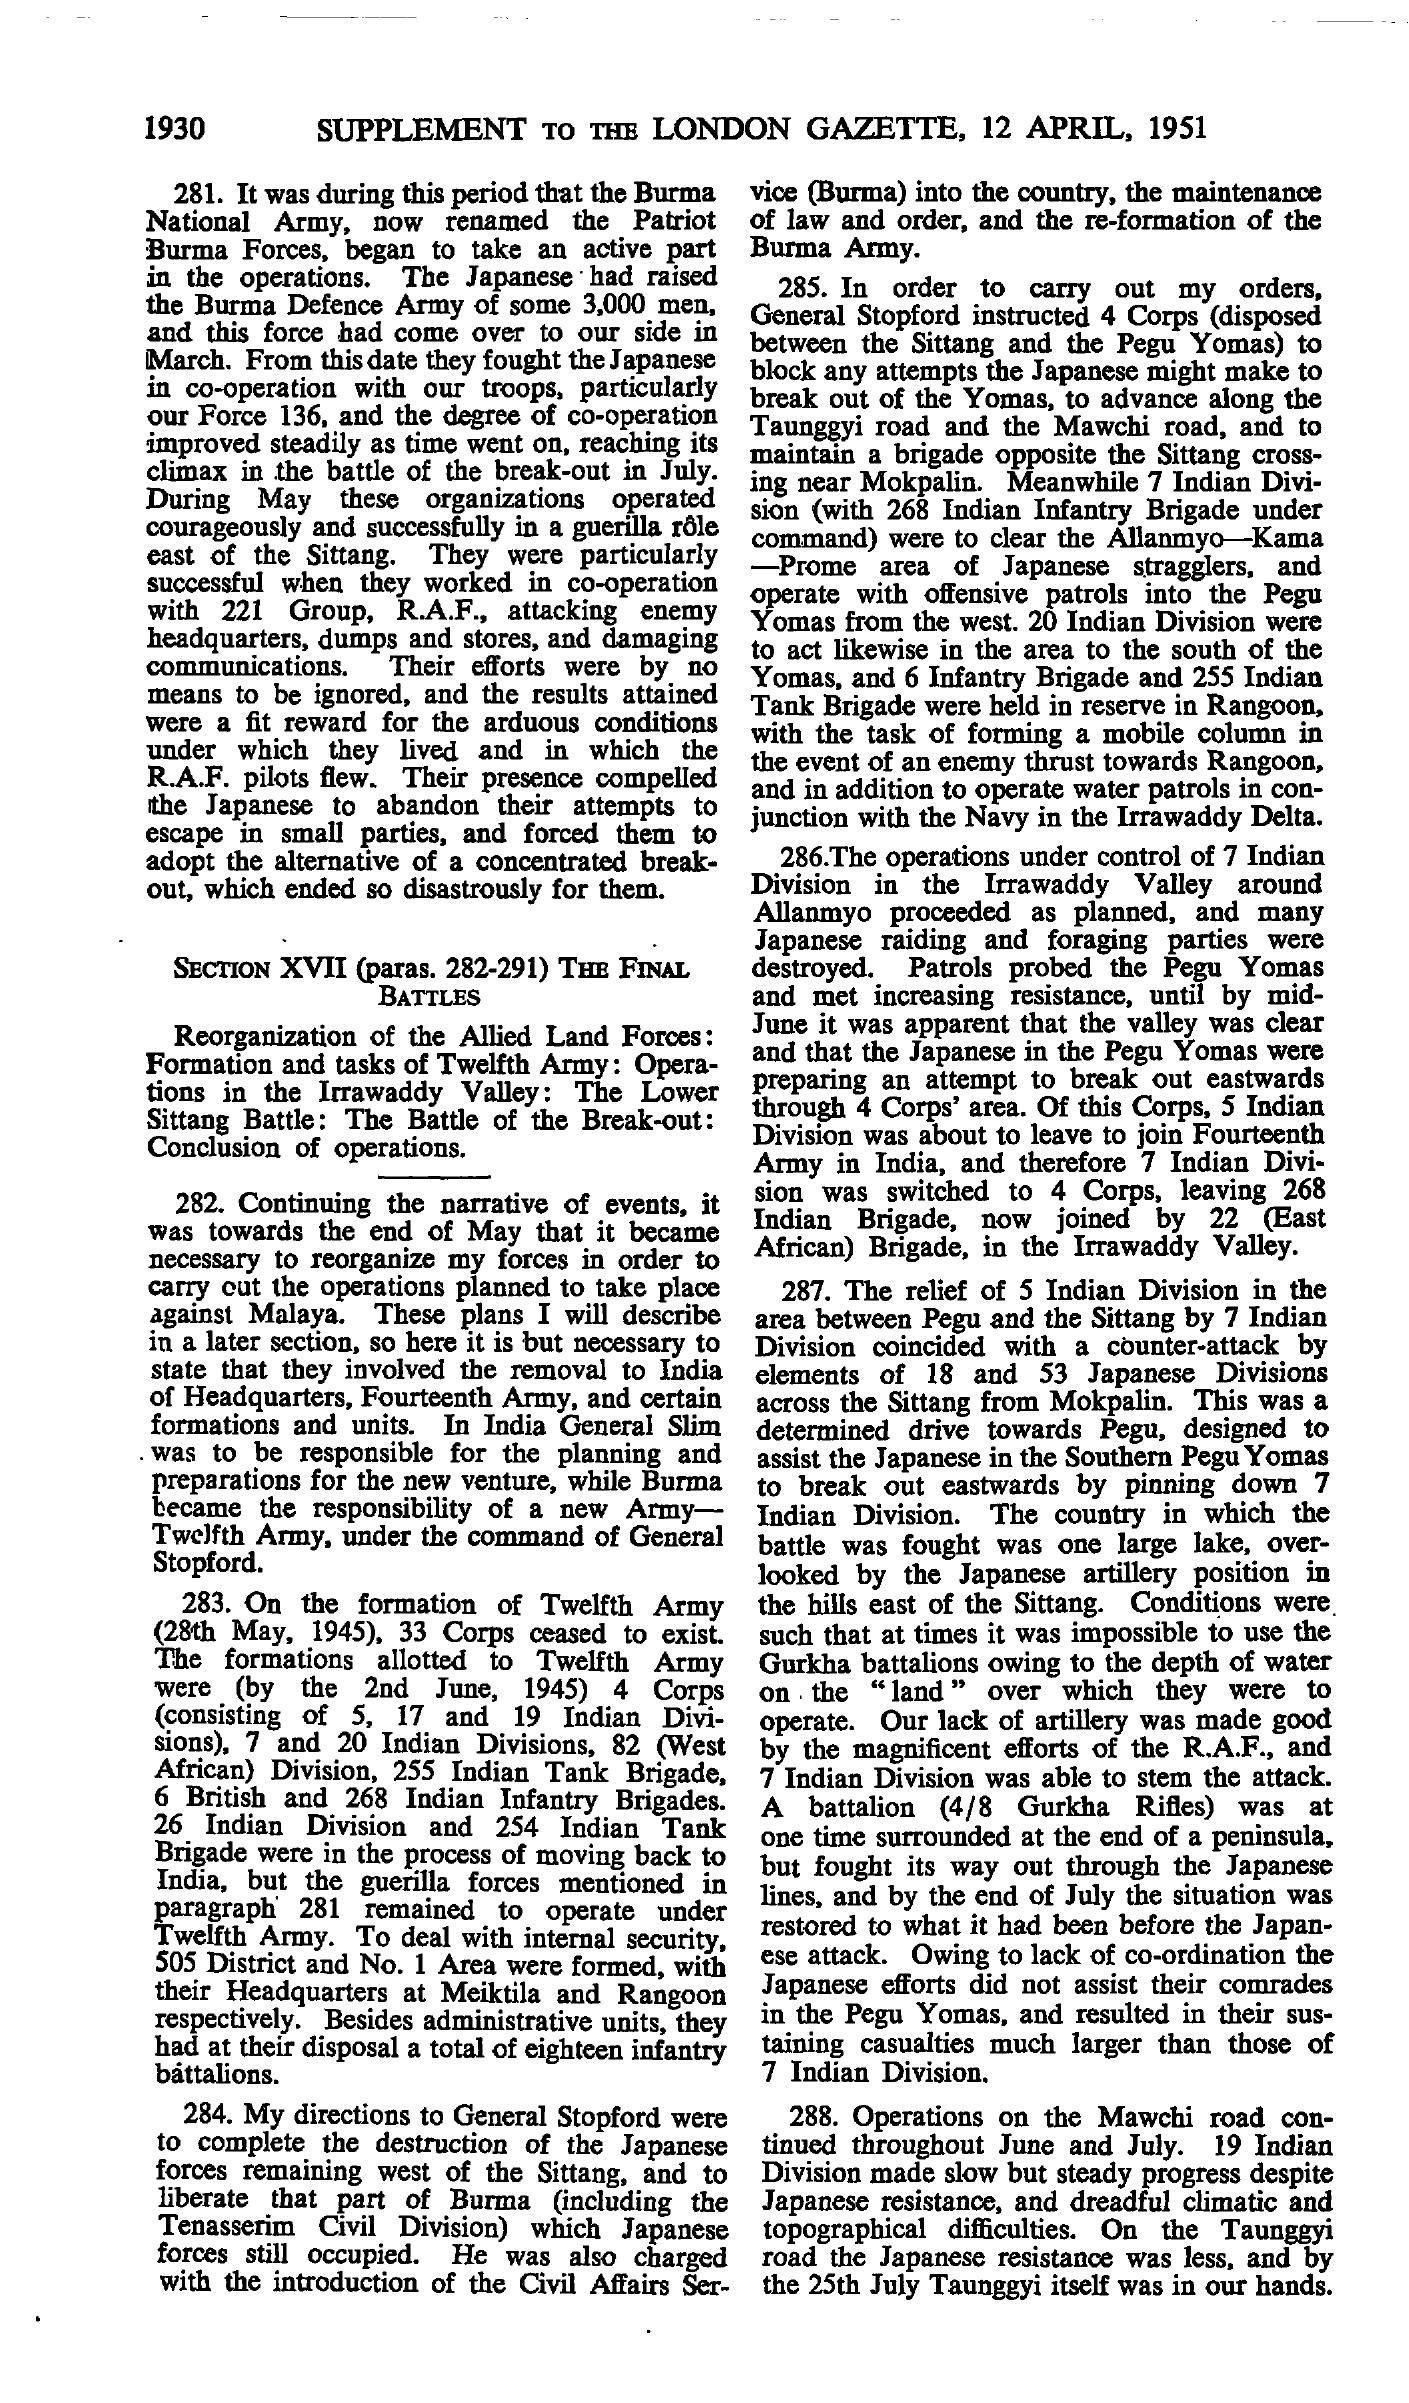 1930 SUPPLEMENT TO THE LONDON GAZETTE, 12 APRIL, 1951
281. It was during this period that the Burma
National Army, now renamed the Patriot
Burma Forces, began to take an active part
in the operations. The Japanese had raised
the Burma Defence Army of some 3,000 men,
and this force had come over to our side in
March. From this date they fought the Japanese
in co-operation with our troops, particularly
our Force 136, and the degree of co-operation
improved steadily as time went on, reaching its
climax in the battle of the break-out in July.
During May these organizations operated
courageously and successfully in a guerilla rôle
east of the Sittang. They were particularly
successful when they worked in co-operation
with 221 Group, R.A.F., attacking enemy
headquarters, dumps and stores, and damaging
communications. Their efforts were by no
means to be ignored, and the results attained
were a fit reward for the arduous conditions
under which they lived and in which the
R.A.F. pilots flew. Their presence compelled
the Japanese to abandon their attempts to
escape in small parties, and forced them to
adopt the alternative of a concentrated break-
out, which ended so disastrously for them.
SECTION XVII (paras. 282-291) THE FINAL
BATTLES
Reorganization of the Allied Land Forces:
Formation and tasks of Twelfth Army: Opera-
tions in the Irrawaddy Valley: The Lower
Sittang Battle: The Battle of the Break-out:
Conclusion of operations.
282. Continuing the narrative of events, it
was towards the end of May that it became
necessary to reorganize my forces in order to
carry out the operations planned to take place
against Malaya. These plans I will describe
in a later section, so here it is but necessary to
state that they involved the removal to India
of Headquarters, Fourteenth Army, and certain
formations and units. In India General Slim
was to be responsible for the planning and
preparations for the new venture, while Burma
became the responsibility of a new Army—
Twelfth Army, under the command of General
Stopford.
283. On the formation of Twelfth Army
(28th May, 1945), 33 Corps ceased to exist.
The formations allotted to Twelfth Army
were (by the 2nd June, 1945) 4 Corps
(consisting of 5, 17 and 19 Indian Divi-
sions), 7 and 20 Indian Divisions, 82 (West
African) Division, 255 Indian Tank Brigade,
6 British and 268 Indian Infantry Brigades.
26 Indian Division and 254 Indian Tank
Brigade were in the process of moving back to
India, but the guerilla forces mentioned in
paragraph 281 remained to operate under
Twelfth Army. To deal with internal security,
505 District and No. 1 Area were formed, with
their Headquarters at Meiktila and Rangoon
respectively. Besides administrative units, they
had at their disposal a total of eighteen infantry
battalions.
284. My directions to General Stopford were
to complete the destruction of the Japanese
forces remaining west of the Sittang, and to
liberate that part of Burma (including the
Tenasserim Civil Division) which Japanese
forces still occupied. He was also charged
with the introduction of the Civil Affairs Ser-
vice (Burma) into the country, the maintenance
of law and order, and the re-formation of the
Burma Army.
285. In order to carry out my orders,
General Stopford instructed 4 Corps (disposed
between the Sittang and the Pegu Yomas) to
block any attempts the Japanese might make to
break out of the Yomas, to advance along the
Taunggyi road and the Mawchi road, and to
maintain a brigade opposite the Sittang cross-
ing near Mokpalin. Meanwhile 7 Indian Divi-
sion (with 268 Indian Infantry Brigade under
command) were to clear the Allanmyo—Kama
—Prome area of Japanese stragglers, and
operate with offensive patrols into the Pegu
Yomas from the west. 20 Indian Division were
to act likewise in the area to the south of the
Yomas, and 6 Infantry Brigade and 255 Indian
Tank Brigade were held in reserve in Rangoon,
with the task of forming a mobile column in
the event of an enemy thrust towards Rangoon,
and in addition to operate water patrols in con-
junction with the Navy in the Irrawaddy Delta.
286.The operations under control of 7 Indian
Division in the Irrawaddy Valley around
Allanmyo proceeded as planned, and many
Japanese raiding and foraging parties were
destroyed. Patrols probed the Pegu Yomas
and met increasing resistance, until by mid-
June it was apparent that the valley was clear
and that the Japanese in the Pegu Yomas were
preparing an attempt to break out eastwards
through 4 Corps' area. Of this Corps, 5 Indian
Division was about to leave to join Fourteenth
Army in India, and therefore 7 Indian Divi-
sion was switched to 4 Corps, leaving 268
Indian Brigade, now joined by 22 (East
African) Brigade, in the Irrawaddy Valley.
287. The relief of 5 Indian Division in the
area between Pegu and the Sittang by 7 Indian
Division coincided with a counter-attack by
elements of 18 and 53 Japanese Divisions
across the Sittang from Mokpalin. This was a
determined drive towards Pegu, designed to
assist the Japanese in the Southern Pegu Yomas
to break out eastwards by pinning down 7
Indian Division. The country in which the
battle was fought was one large lake, over-
looked by the Japanese artillery position in
the hills east of the Sittang. Conditions were
such that at times it was impossible to use the
Gurkha battalions owing to the depth of water
on the "land" over which they were to
operate. Our lack of artillery was made good
by the magnificent efforts of the R.A.F., and
7 Indian Division was able to stem the attack.
A battalion (4/8 Gurkha Rifles) was at
one time surrounded at the end of a peninsula,
but fought its way out through the Japanese
lines, and by the end of July the situation was
restored to what it had been before the Japan-
ese attack. Owing to lack of co-ordination the
Japanese efforts did not assist their comrades
in the Pegu Yomas, and resulted in their sus-
taining casualties much larger than those of
7 Indian Division.
288. Operations on the Mawchi road con-
tinued throughout June and July. 19 Indian
Division made slow but steady progress despite
Japanese resistance, and dreadful climatic and
topographical difficulties. On the Taunggyi
road the Japanese resistance was less, and by
the 25th July Taunggyi itself was in our hands.